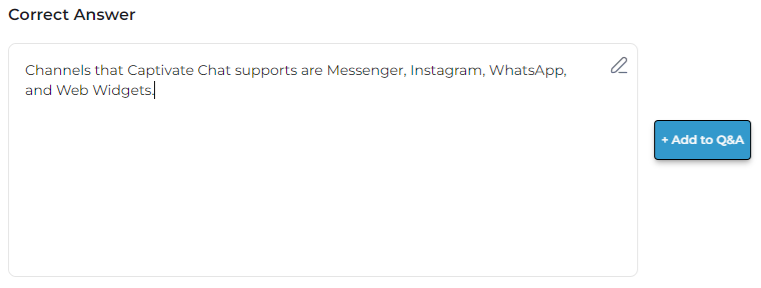 Correct Answer
Channels that Captivate Chat supports are Messenger, Instagram, WhatsApp,
and Web Widgets.
+ Add to Q&A